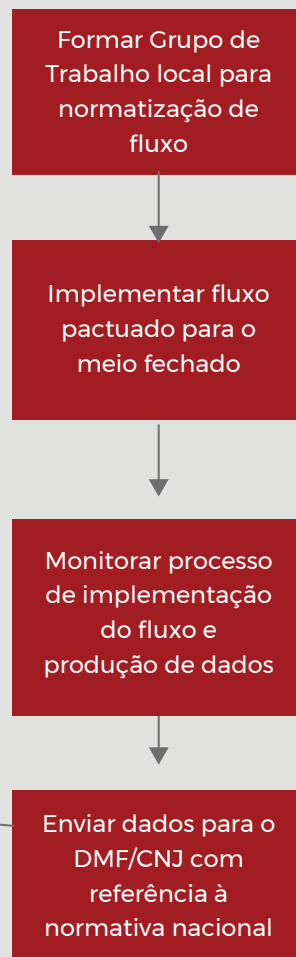 Formar Grupo de
Trabalho local para
normatização de
fluxo
Implementar fluxo
pactuado para o
meio fechado
Monitorar processo
de implementação
do fluxo e
produção de dados
Enviar dados para o
DMF/CNJ com
referência à
normativa nacional